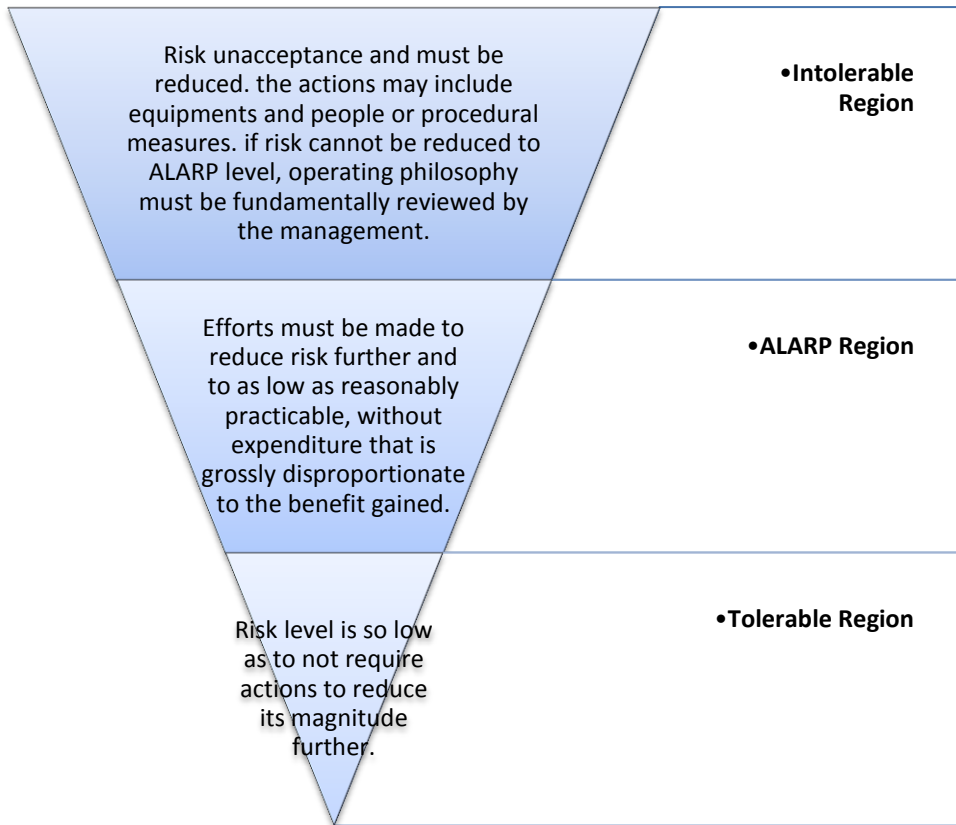 Risk unacceptance and must be
reduced. the actions may include
equipments and people or procedural
measures. if risk cannot be reduced to
ALARP level, operating philosophy
must be fundamentally reviewed by
the management.
•Intolerable
Region
Efforts must be made to
reduce risk further and
to as low as reasonably
practicable, without
expenditure that is
grossly disproportionate
to the benefit gained.
•ALARP Region
Risk level is so low
as to not require
actions to reduce
its magnitude
further.
•Tolerable Region